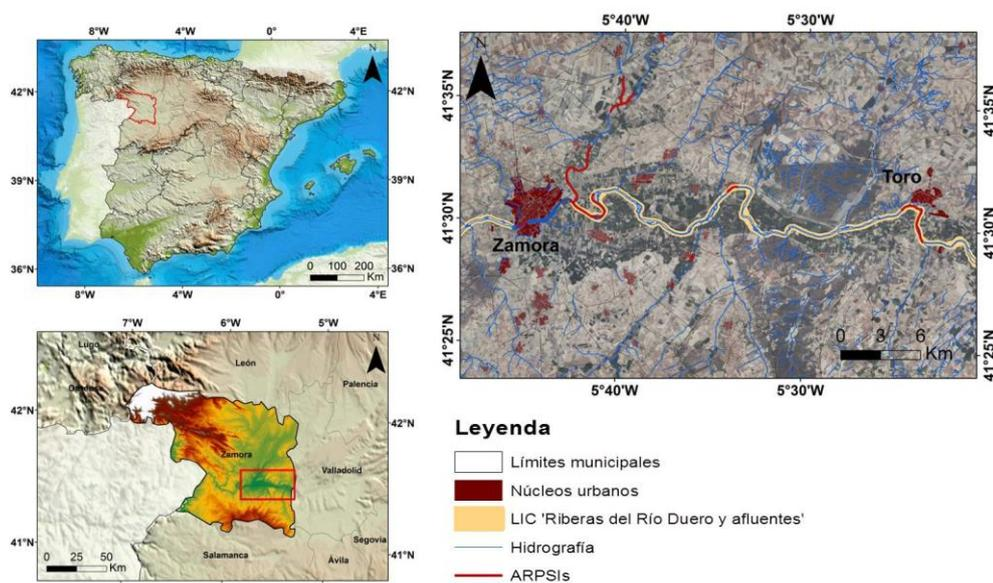 8°W 4°W 0° 4°E
N
42°N
42°N
39°N
39°N
36°N
36°N
0 100 200
Km
8°W 4°W 0° 4°E
5°40'W 5°30'W
N
41°35'N
41°35'N
Toro
41°30'N
41°30'N
Zamora
41°25'N
41°25'N
0 3 6
Km
5°40'W 5°30'W
7°W 6°W 5°W
N
Lugo
León
Palencia
42°N
42°N
Zamora
Valladolid
Segovia
41°N
41°N
0 25 50
Km
Salamanca
Ávila
7°W 6°W 5°W
Leyenda
Límites municipales
Núcleos urbanos
LIC 'Riberas del Río Duero y afluentes'
Hidrografía
ARPSIs